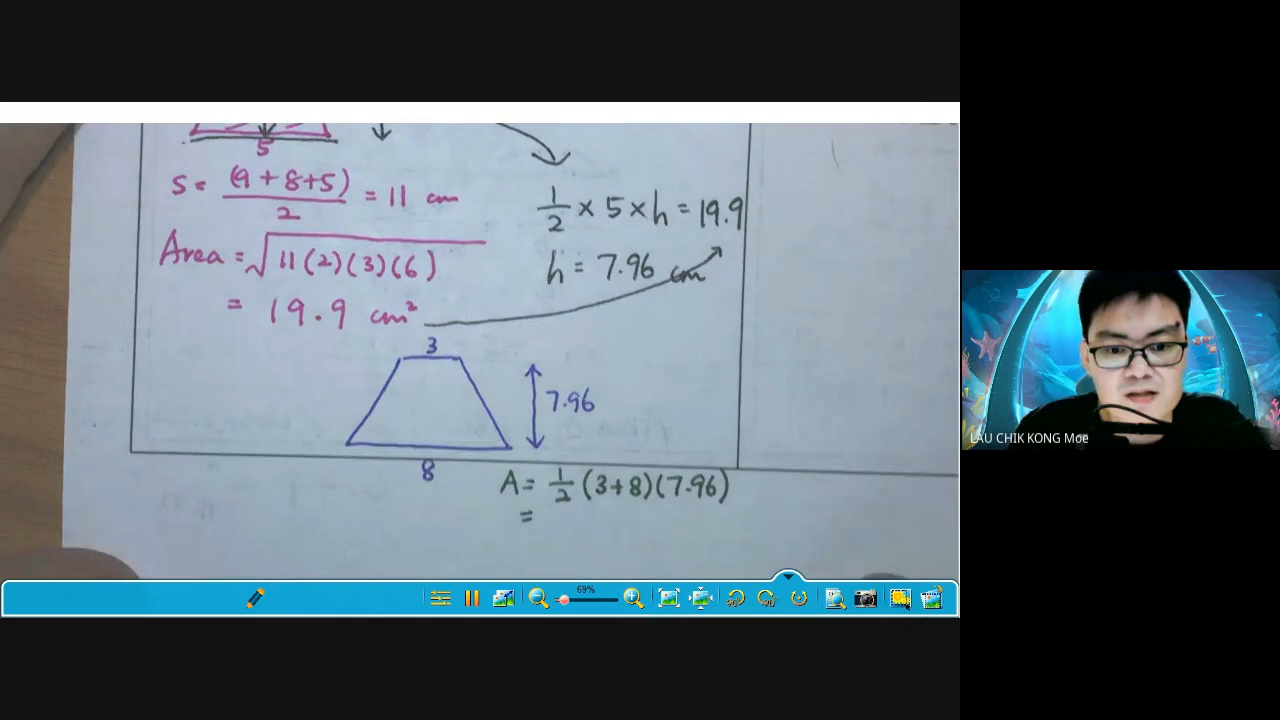 5
s = (9 + 8 + 5) / 2 = 11 cm
Area = √11(2)(3)(6)
= 19.9 cm²
1/2 × 5 × h = 19.9
h = 7.96 cm
3
7.96
8
A = 1/2 (3+8)(7.96)
=
69%
LAU CHIK KONG Moe